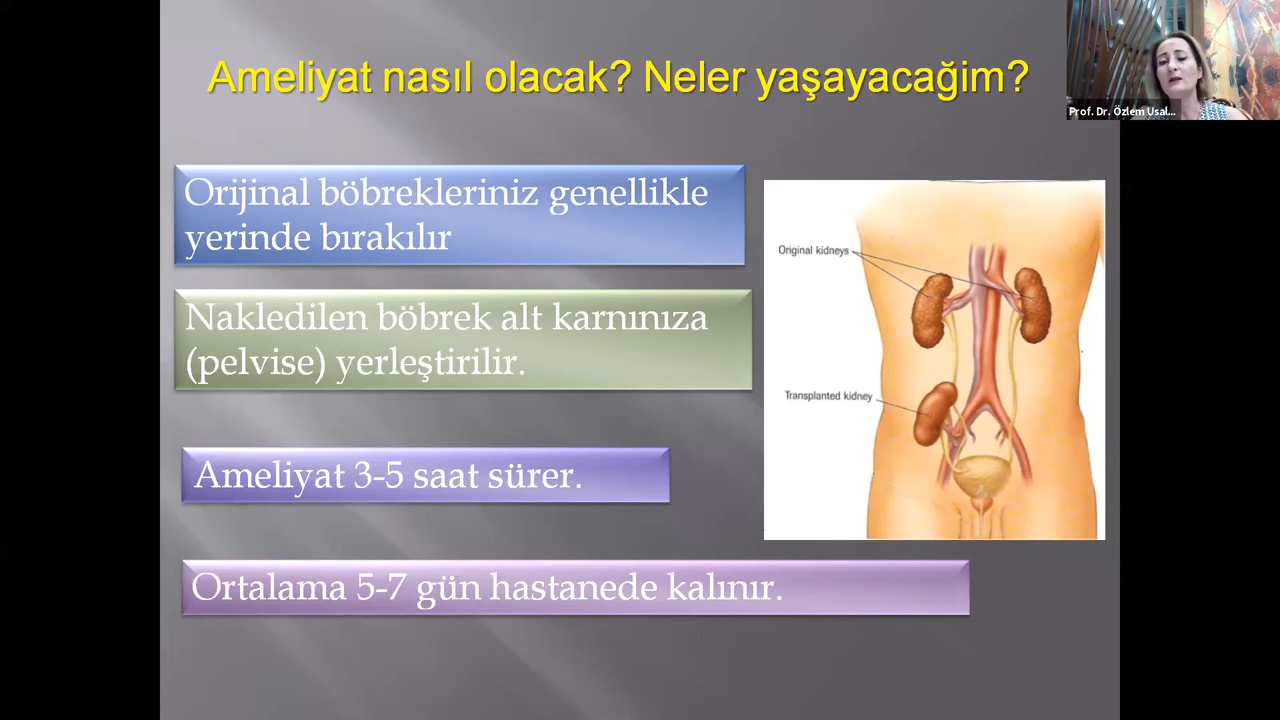 Ameliyat nasıl olacak? Neler yaşayacağim?
Prof. Dr. Özlem Usal...
Orijinal böbrekleriniz genellikle
yerinde bırakılır
Nakledilen böbrek alt karnınıza
(pelvise) yerleştirilir.
Ameliyat 3-5 saat sürer.
Ortalama 5-7 gün hastanede kalınır.
Original kidneys
Transplanted kidney